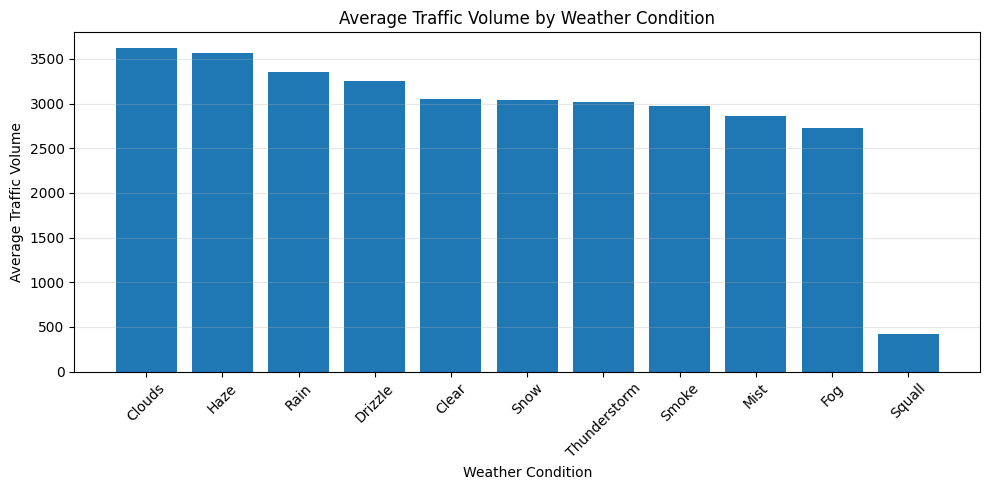 Average Traffic Volume by Weather Condition
Average Traffic Volume
3500
3000
2500
2000
1500
1000
500
0
Clouds
Haze
Rain
Drizzle
Clear
Snow
Thunderstorm
Smoke
Mist
Fog
Squall
Weather Condition